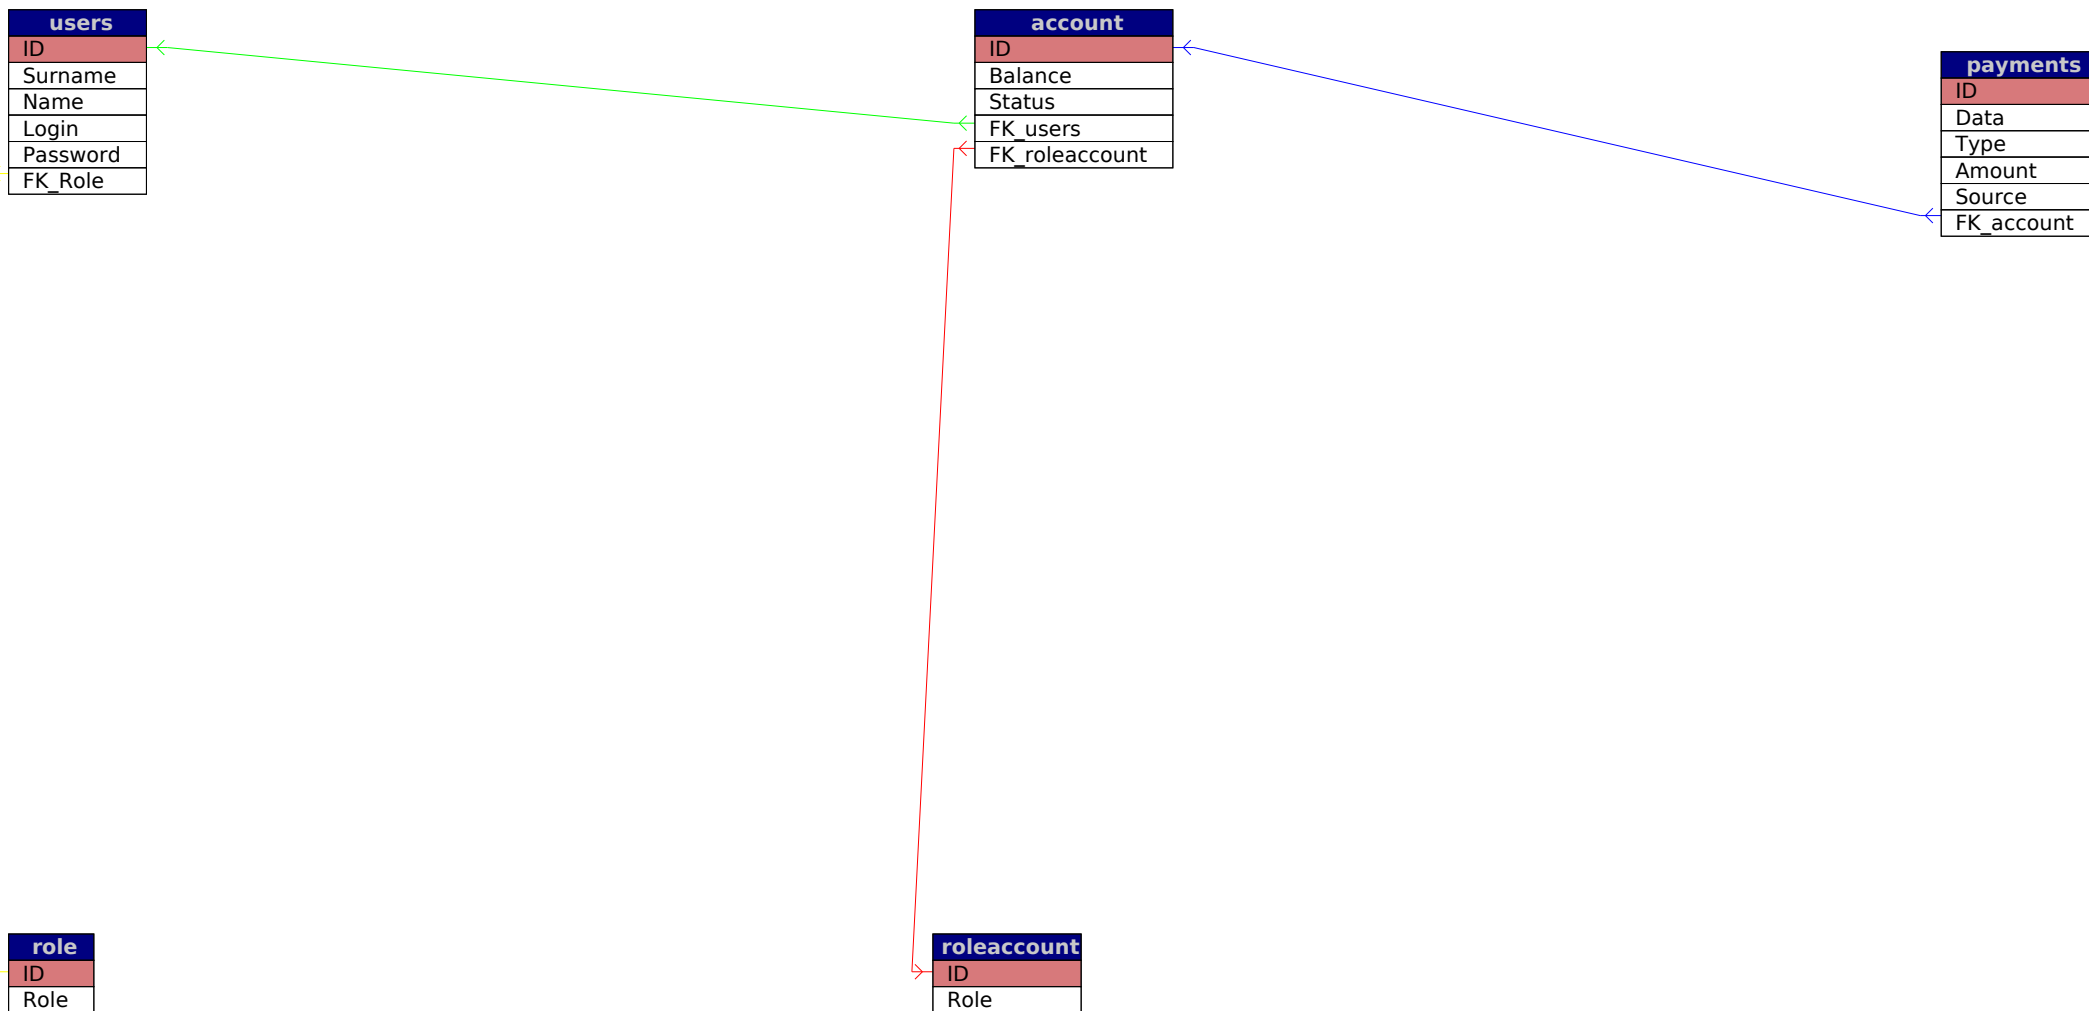 users
ID
Surname
Name
Login
Password
FK_Role
account
ID
Balance
Status
FK_users
FK_roleaccount
payments
ID
Data
Type
Amount
Source
FK_account
role
ID
Role
roleaccount
ID
Role